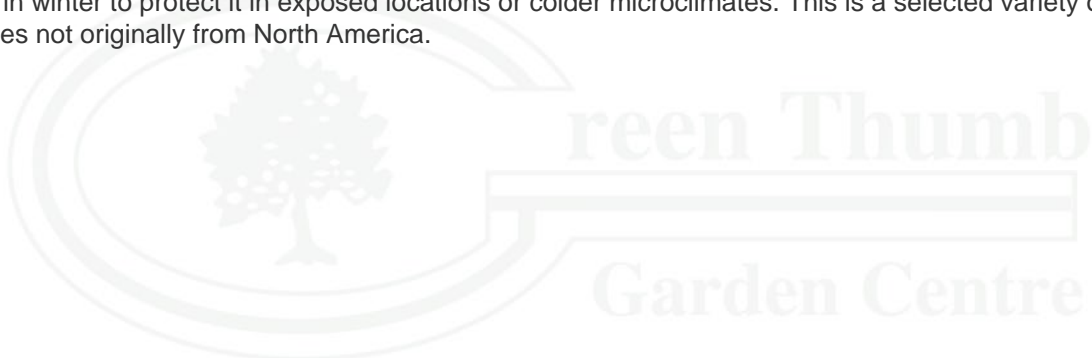 in winter to protect it in exposed locations or colder microclimates. This is a selected variety
es not originally from North America.
reen Thumb
Garden Centre